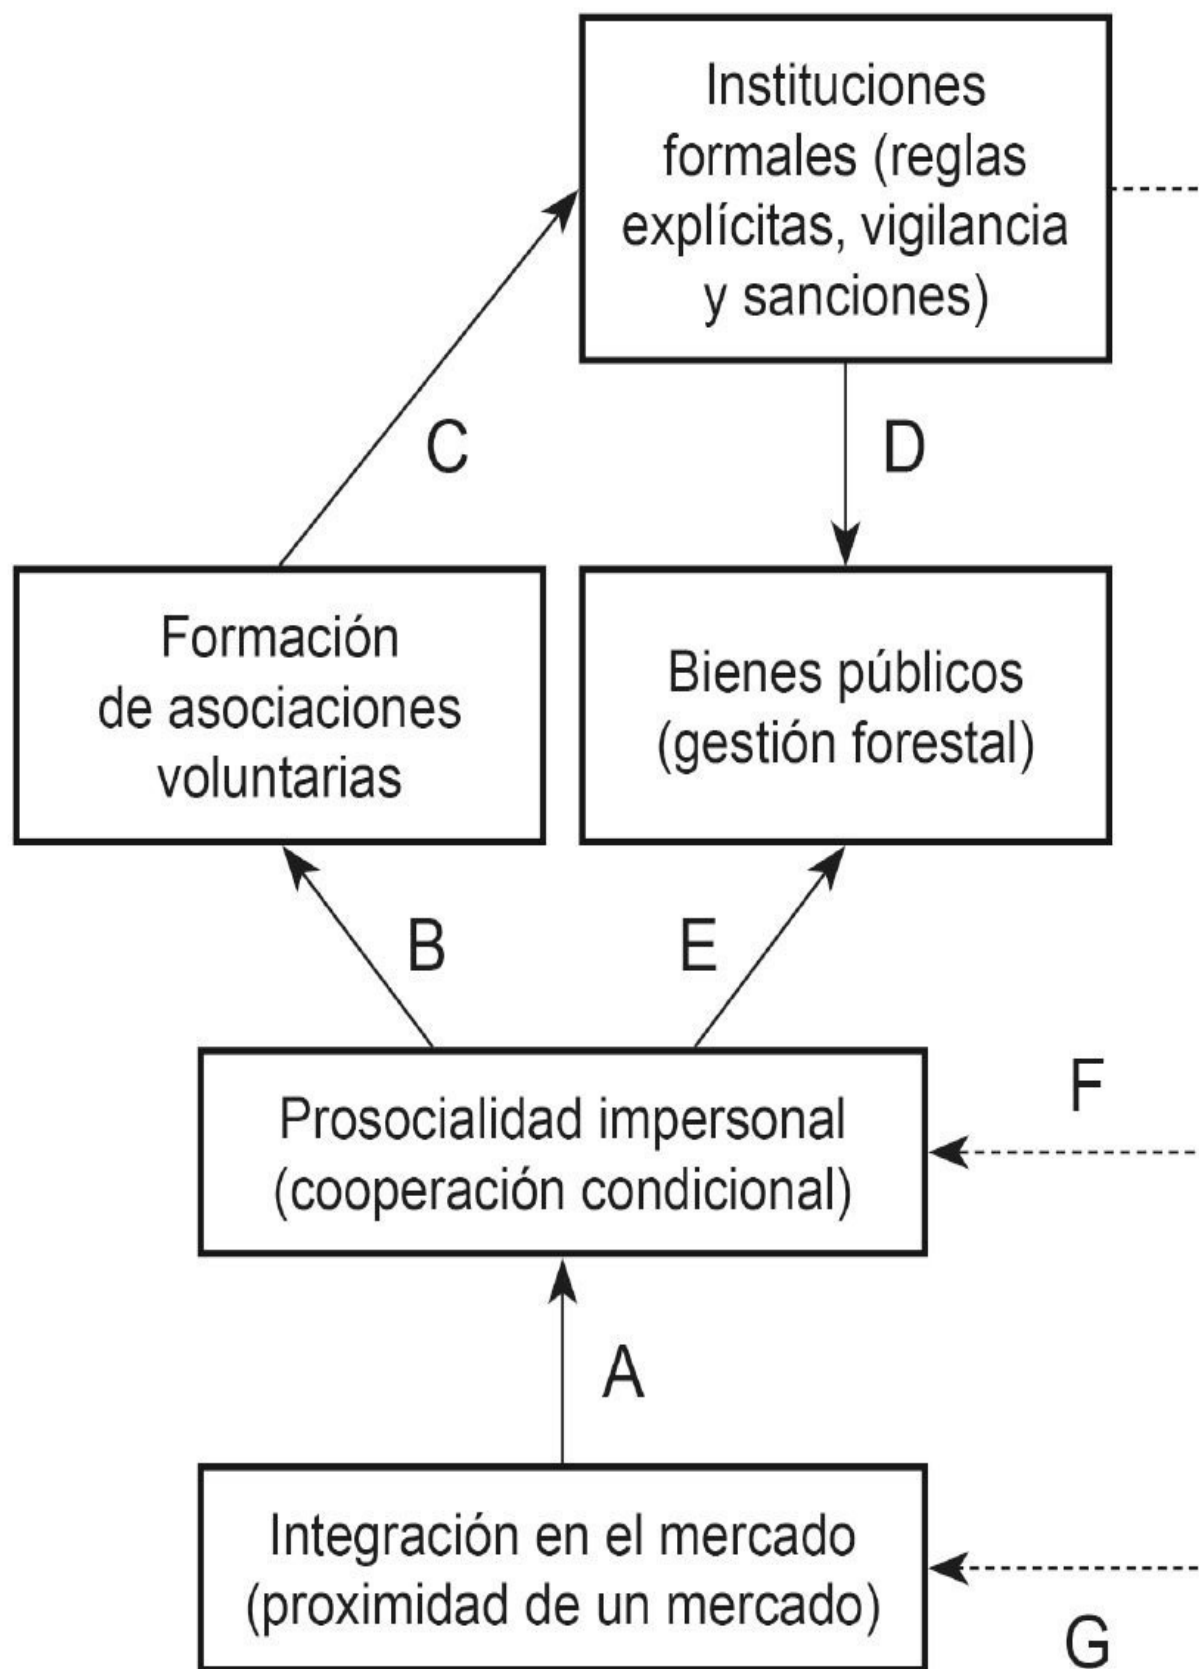 Instituciones
formales (reglas
explícitas, vigilancia
y sanciones)
C
D
Formación
de asociaciones
voluntarias
Bienes públicos
(gestión forestal)
B
E
Prosocialidad impersonal
(cooperación condicional)
F
A
Integración en el mercado
(proximidad de un mercado)
G